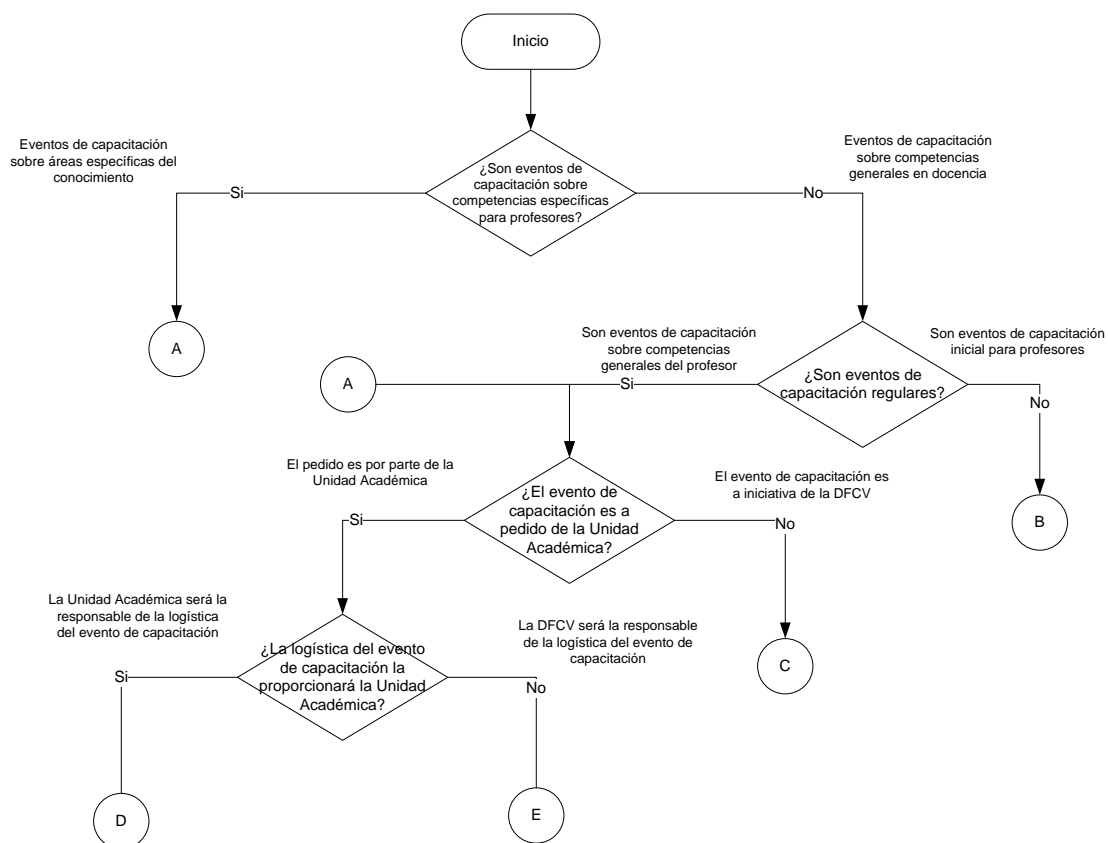 Inicio
Eventos de capacitación
sobre áreas específicas del
conocimiento
¿Son eventos de
capacitación sobre
competencias específicas
para profesores?
Eventos de capacitación
sobre competencias
generales en docencia
Si
No
A
Son eventos de capacitación
sobre competencias
generales del profesor
Son eventos de capacitación
inicial para profesores
¿Son eventos de
capacitación regulares?
A
Si
No
El pedido es por parte de la
Unidad Académica
¿El evento de
capacitación es a
pedido de la Unidad
Académica?
El evento de capacitación es
a iniciativa de la DFCV
Si
No
B
La Unidad Académica será la
responsable de la logística
del evento de capacitación
¿La logística del evento
de capacitación la
proporcionará la Unidad
Académica?
La DFCV será la responsable
de la logística del evento de
capacitación
C
Si
No
D
E